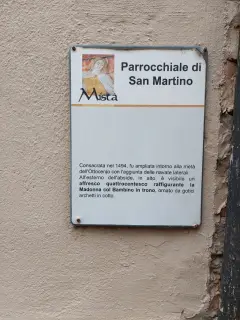 Parrocchiale di
San Martino
Mista
Consacrata nel 1494, fu ampliata intorno alla metà
dell'Ottocento con l'aggiunta delle navate laterali.
All'esterno dell'abside, in alto, è visibile un
affresco quattrocentesco raffigurante la
Madonna col Bambino in trono, ornato da gotici
archetti in cotto.